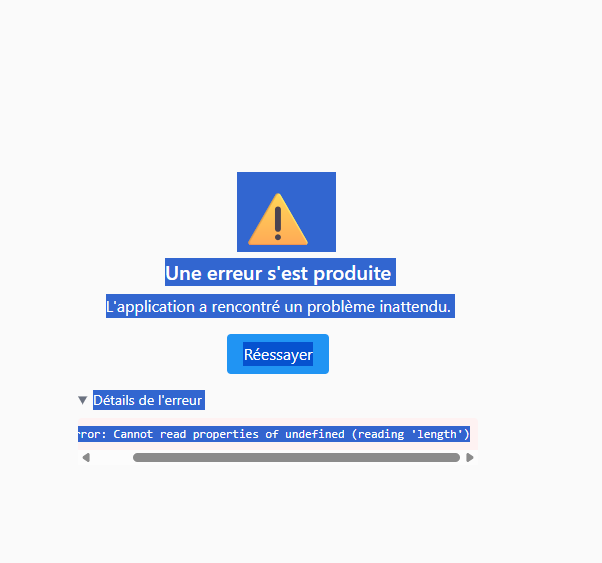 Une erreur s'est produite
L'application a rencontré un problème inattendu.
Réessayer
Détails de l'erreur
ror: Cannot read properties of undefined (reading 'length')